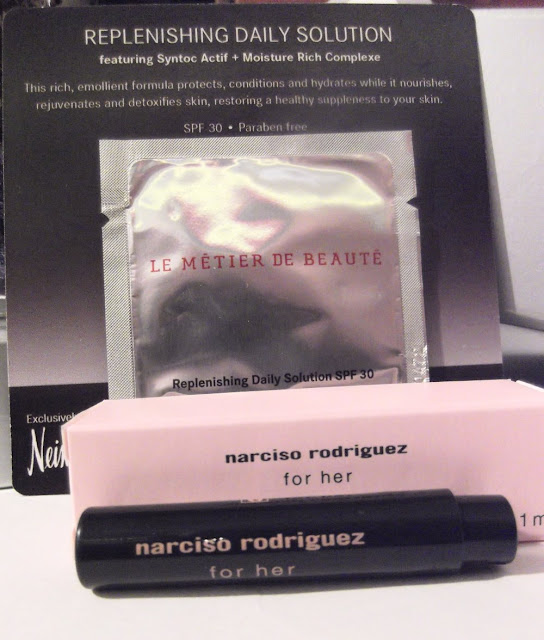 REPLENISHING DAILY SOLUTION
featuring Syntoc Actif + Moisture Rich Complexe
This rich, emollient formula protects, conditions and hydrates while it nourishes,
rejuvenates and detoxifies skin, restoring a healthy suppleness to your skin.
SPF 30 • Paraben free
LE MÉTIER DE BEAUTÉ
Replenishing Daily Solution SPF 30
narciso rodriguez
for her
narciso rodriguez
for her